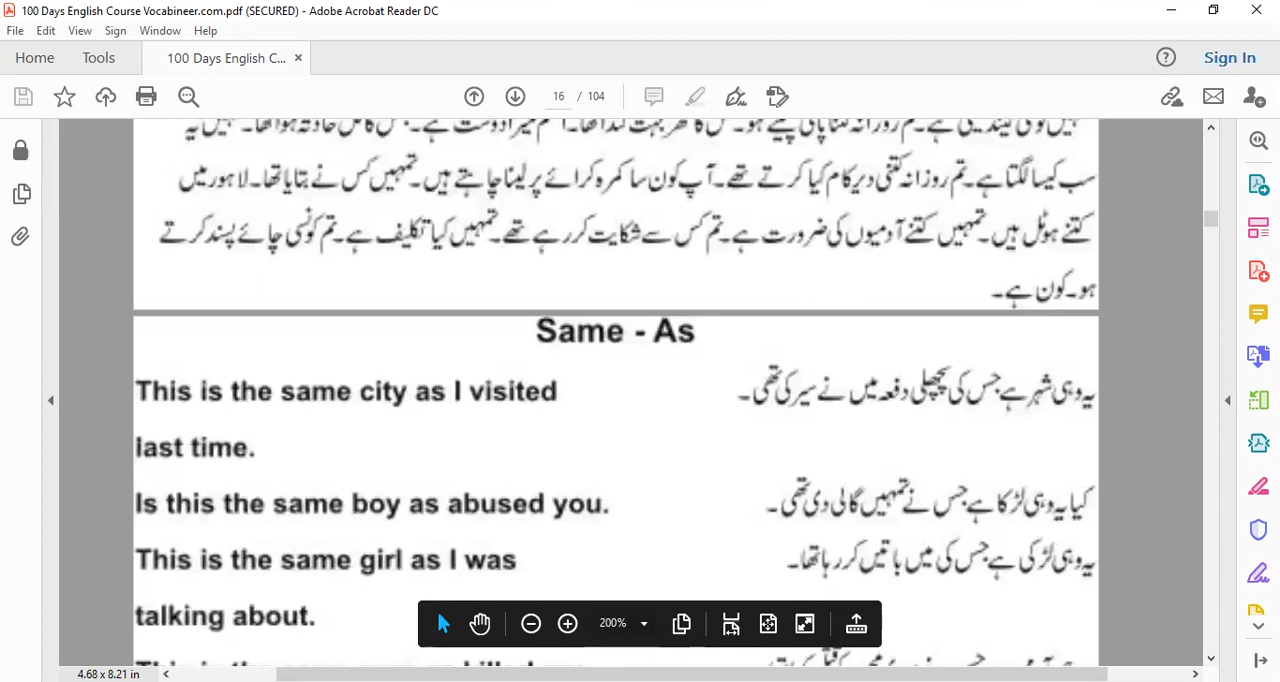 100 Days English Course Vocabineer.com.pdf (SECURED) - Adobe Acrobat Reader DC
File Edit View Sign Window Help
Home Tools 100 Days English C... × Sign In
16 / 104
سب کیسا لگتا ہے۔ تم روزانہ کتنی دیر کام کیا کرتے تھے۔ آپ کون سا کمرہ کرائے پر لینا چاہتے ہیں۔ تمہیں کس نے بتایا تھا۔ لاہور میں
کتنے ہوٹل ہیں۔ تمہیں کتنے آدمیوں کی ضرورت ہے۔ تم کس سے شکایت کر رہے تھے۔ تمہیں کیا تکلیف ہے۔ تم کونسی چائے پسند کرتے
ہو۔ کون ہے۔
Same - As
This is the same city as I visited یہ وہی شہر ہے جس کی پچھلی دفعہ میں نے سیر کی تھی۔
last time.
Is this the same boy as abused you. کیا یہ وہی لڑکا ہے جس نے تمہیں گالی دی تھی۔
This is the same girl as I was یہ وہی لڑکی ہے جس کی میں باتیں کر رہا تھا۔
talking about.
200%
4.68 x 8.21 in